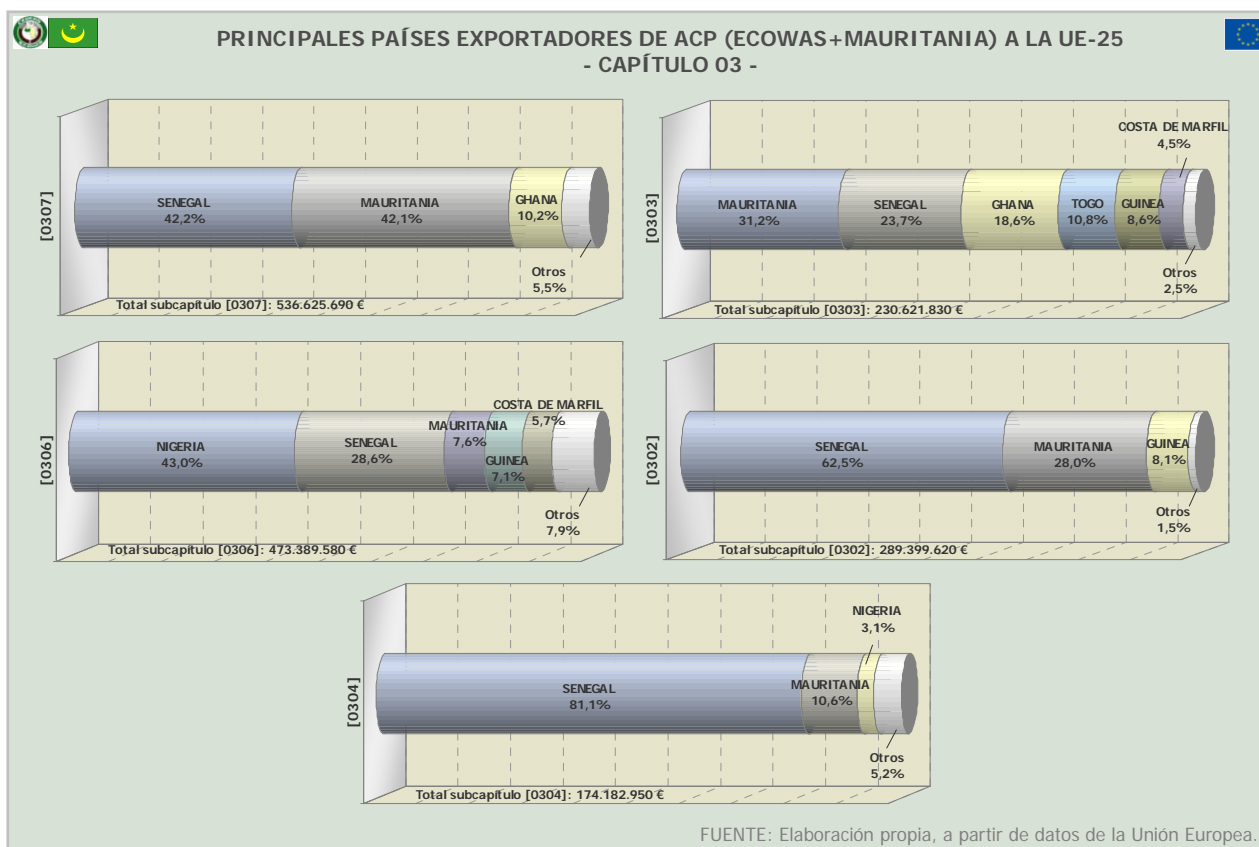 PRINCIPALES PAÍSES EXPORTADORES DE ACP (ECOWAS+MAURITANIA) A LA UE-25
- CAPÍTULO 03 -
[0307]
SENEGAL
42,2%
MAURITANIA
42,1%
GHANA
10,2%
Otros
5,5%
Total subcapítulo [0307]: 536.625.690 €
[0303]
MAURITANIA
31,2%
SENEGAL
23,7%
GHANA
18,6%
TOGO
10,8%
GUINEA
8,6%
COSTA DE MARFIL
4,5%
Otros
2,5%
Total subcapítulo [0303]: 230.621.830 €
[0306]
NIGERIA
43,0%
SENEGAL
28,6%
MAURITANIA
7,6%
GUINEA
7,1%
COSTA DE MARFIL
5,7%
Otros
7,9%
Total subcapítulo [0306]: 473.389.580 €
[0302]
SENEGAL
62,5%
MAURITANIA
28,0%
GUINEA
8,1%
Otros
1,5%
Total subcapítulo [0302]: 289.399.620 €
[0304]
SENEGAL
81,1%
MAURITANIA
10,6%
NIGERIA
3,1%
Otros
5,2%
Total subcapítulo [0304]: 174.182.950 €
FUENTE: Elaboración propia, a partir de datos de la Unión Europea.